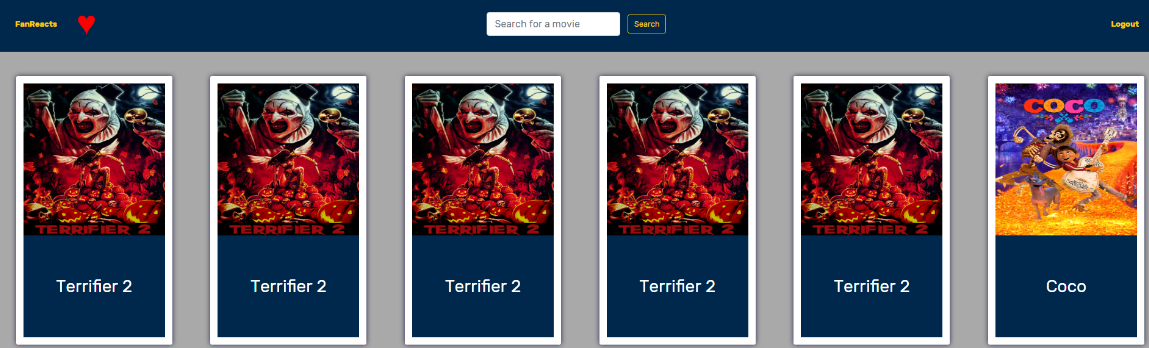 FanReacts
Search for a movie
Search
Logout
TERRIFIER 2
TERRIFIER 2
TERRIFIER 2
TERRIFIER 2
TERRIFIER 2
COCO
Terrifier 2
Terrifier 2
Terrifier 2
Terrifier 2
Terrifier 2
Coco